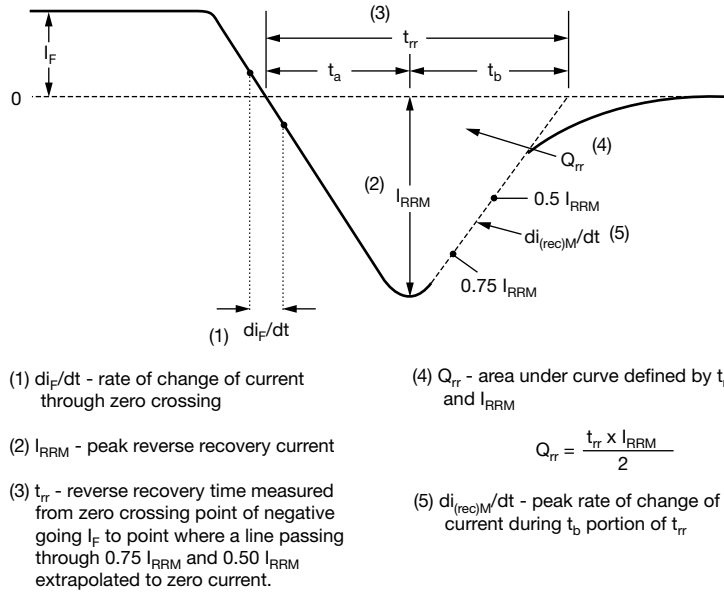 (3)
t_rr
I_F
t_a t_b
0
Q_rr (4)
(2) I_RRM
0.5 I_RRM
di_(rec)M/dt (5)
0.75 I_RRM
(1) di_F/dt
(1) di_F/dt - rate of change of current
through zero crossing
(2) I_RRM - peak reverse recovery current
(3) t_rr - reverse recovery time measured
from zero crossing point of negative
going I_F to point where a line passing
through 0.75 I_RRM and 0.50 I_RRM
extrapolated to zero current.
(4) Q_rr - area under curve defined by t
and I_RRM
Q_rr = t_rr x I_RRM
2
(5) di_(rec)M/dt - peak rate of change of
current during t_b portion of t_rr